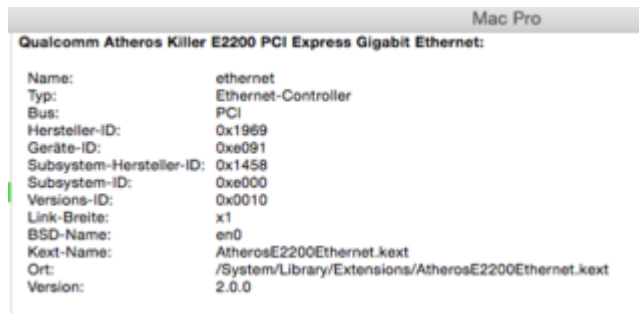 Mac Pro
Qualcomm Atheros Killer E2200 PCI Express Gigabit Ethernet:
Name: ethernet
Typ: Ethernet-Controller
Bus: PCI
Hersteller-ID: 0x1969
Geräte-ID: 0xe091
Subsystem-Hersteller-ID: 0x1458
Subsystem-ID: 0xe000
Versions-ID: 0x0010
Link-Breite: x1
BSD-Name: en0
Kext-Name: AtherosE2200Ethernet.kext
Ort: /System/Library/Extensions/AtherosE2200Ethernet.kext
Version: 2.0.0